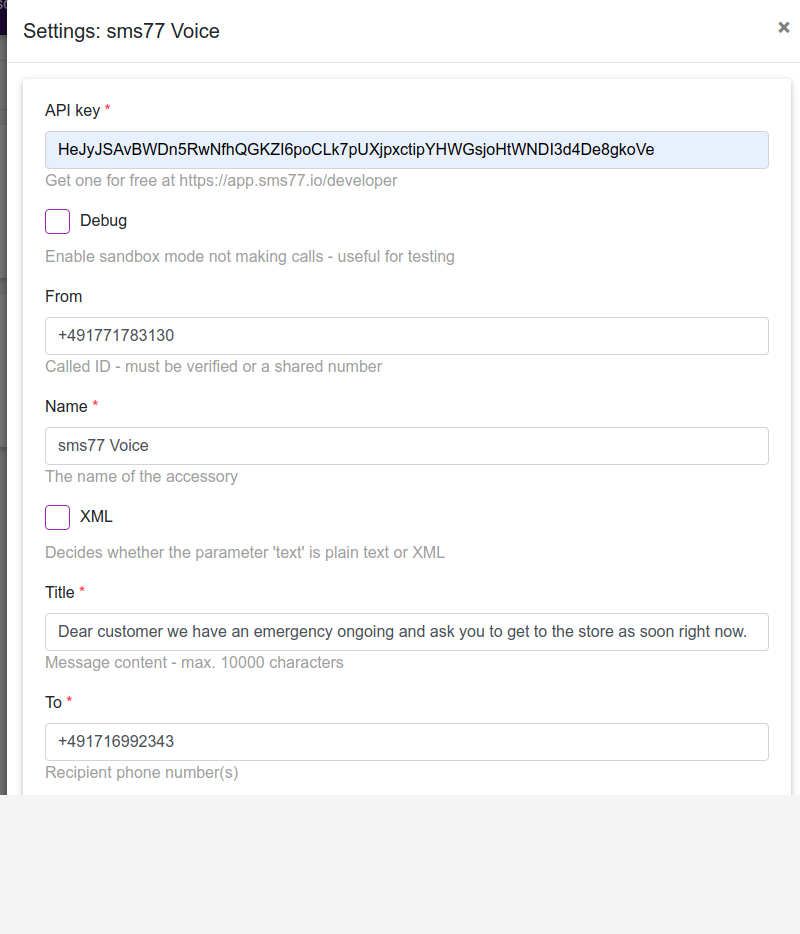 Settings: sms77 Voice
×
API key *
HeJyJSAvBWDn5RwNfhQGKZI6poCLk7pUXjpxctipYHWGsjoHtWNDI3d4De8gkoVe
Get one for free at https://app.sms77.io/developer
Debug
Enable sandbox mode not making calls - useful for testing
From
+491771783130
Called ID - must be verified or a shared number
Name *
sms77 Voice
The name of the accessory
XML
Decides whether the parameter 'text' is plain text or XML
Title *
Dear customer we have an emergency ongoing and ask you to get to the store as soon right now.
Message content - max. 10000 characters
To *
+491716992343
Recipient phone number(s)